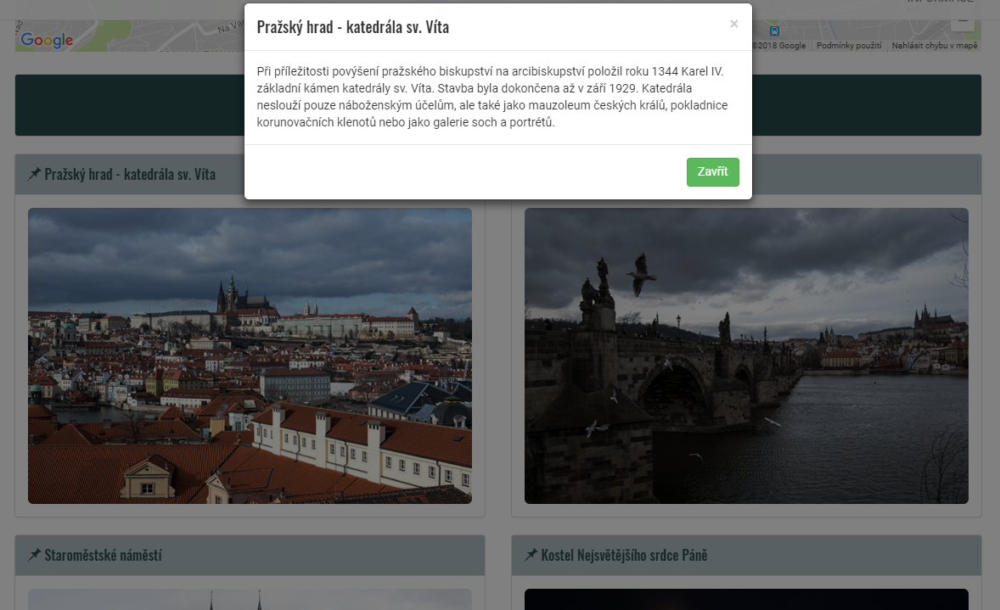 INFORMACE
Pražský hrad - katedrála sv. Víta
×
Google
Na Va
©2018 Google Podmínky použití Nahlásit chybu v mapě
Při příležitosti povýšení pražského biskupství na arcibiskupství položil roku 1344 Karel IV.
základní kámen katedrály sv. Víta. Stavba byla dokončena až v září 1929. Katedrála
neslouží pouze náboženským účelům, ale také jako mauzoleum českých králů, pokladnice
korunovačních klenotů nebo jako galerie soch a portrétů.
Zavřít
Pražský hrad - katedrála sv. Víta
Staroměstské náměstí
Kostel Nejsvětějšího srdce Páně